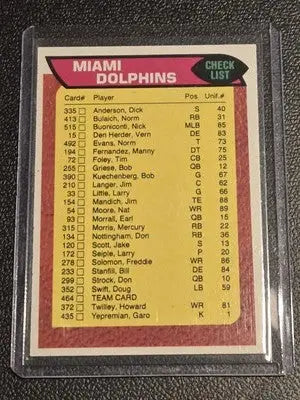 MIAMI
DOLPHINS
CHECK
LIST
Card# Player Pos Unif.#
335 Anderson, Dick S 40
413 Bulaich, Norm RB 31
515 Buoniconti, Nick MLB 85
15 Den Herder, Vern DE 83
492 Evans, Norm T 73
194 Fernandez, Manny DT 75
72 Foley, Tim CB 25
255 Griese, Bob QB 12
390 Kuechenberg, Bob G 67
210 Langer, Jim C 62
33 Little, Larry G 66
154 Mandich, Jim TE 88
54 Moore, Nat WR 89
93 Morrall, Earl QB 15
315 Morris, Mercury RB 22
134 Nottingham, Don RB 36
120 Scott, Jake S 13
172 Seiple, Larry P 20
278 Solomon, Freddie WR 86
233 Stanfill, Bill DE 84
299 Strock, Don QB 10
352 Swift, Doug LB 59
464 TEAM CARD
372 Twilley, Howard WR 81
435 Yepremian, Garo K 1